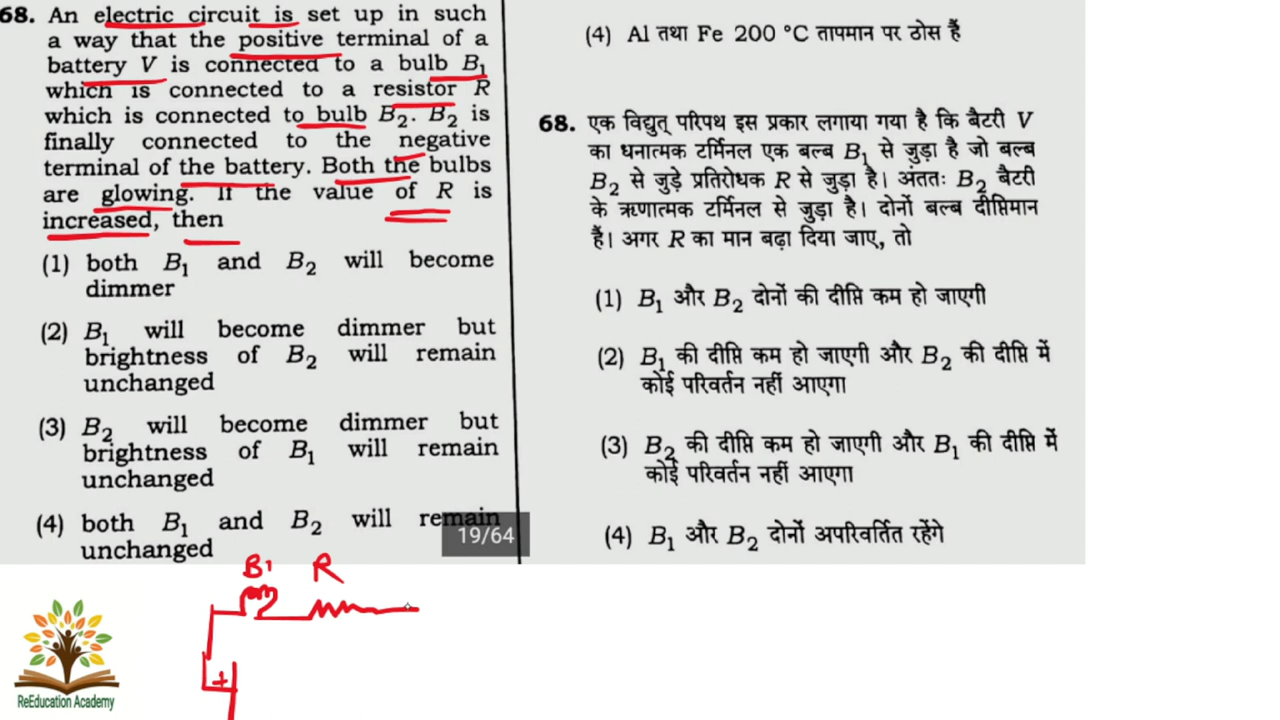 68. An electric circuit is set up in such
a way that the positive terminal of a
battery V is connected to a bulb B₁
which is connected to a resistor R
which is connected to bulb B₂. B₂ is
finally connected to the negative
terminal of the battery. Both the bulbs
are glowing. If the value of R is
increased, then
(1) both B₁ and B₂ will become
dimmer
(2) B₁ will become dimmer but
brightness of B₂ will remain
unchanged
(3) B₂ will become dimmer but
brightness of B₁ will remain
unchanged
(4) both B₁ and B₂ will remain
unchanged
19/64
(4) Al तथा Fe 200 °C तापमान पर ठोस हैं
68. एक विद्युत् परिपथ इस प्रकार लगाया गया है कि बैटरी V
का धनात्मक टर्मिनल एक बल्ब B₁ से जुड़ा है जो बल्ब
B₂ से जुड़े प्रतिरोधक R से जुड़ा है। अंततः B₂ बैटरी
के ऋणात्मक टर्मिनल से जुड़ा है। दोनों बल्ब दीप्तिमान
हैं। अगर R का मान बढ़ा दिया जाए, तो
(1) B₁ और B₂ दोनों की दीप्ति कम हो जाएगी
(2) B₁ की दीप्ति कम हो जाएगी और B₂ की दीप्ति में
कोई परिवर्तन नहीं आएगा
(3) B₂ की दीप्ति कम हो जाएगी और B₁ की दीप्ति में
कोई परिवर्तन नहीं आएगा
(4) B₁ और B₂ दोनों अपरिवर्तित रहेंगे
B₁ R
+
ReEducation Academy